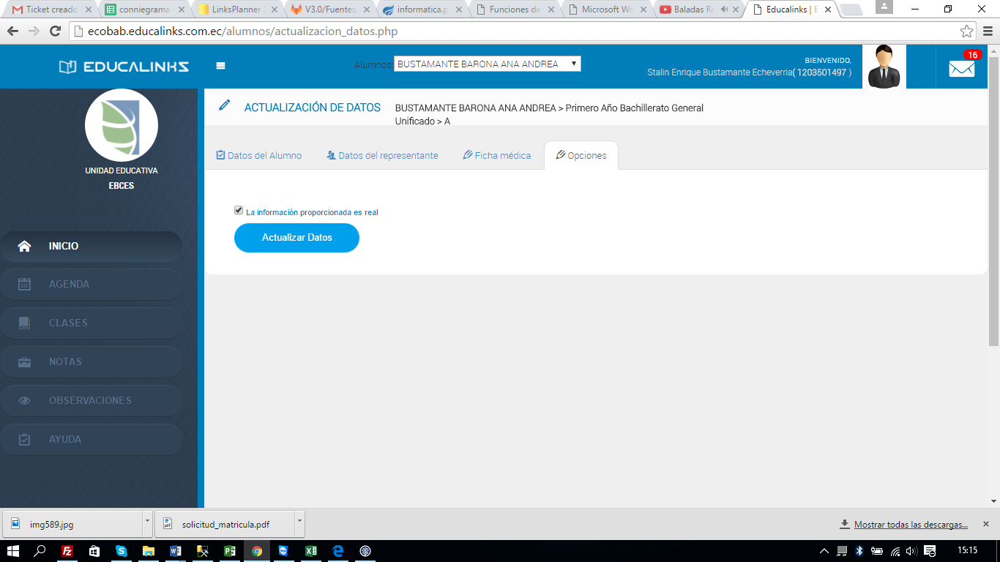 Ticket creado
conniegrama
LinksPlanner
V3.0/Fuentes
informatica.p
Funciones de
Microsoft Wo
Baladas Ro
Educalinks | E
ecobab.educalinks.com.ec/alumnos/actualizacion_datos.php
EDUCALINKS
Alumnos:
BUSTAMANTE BARONA ANA ANDREA
BIENVENIDO,
Stalin Enrique Bustamante Echeverria( 1203501497 )
16
UNIDAD EDUCATIVA
EBCES
INICIO
AGENDA
CLASES
NOTAS
OBSERVACIONES
AYUDA
ACTUALIZACIÓN DE DATOS
BUSTAMANTE BARONA ANA ANDREA > Primero Año Bachillerato General
Unificado > A
Datos del Alumno
Datos del representante
Ficha médica
Opciones
La información proporcionada es real
Actualizar Datos
img589.jpg
solicitud_matricula.pdf
Mostrar todas las descargas...
15:15